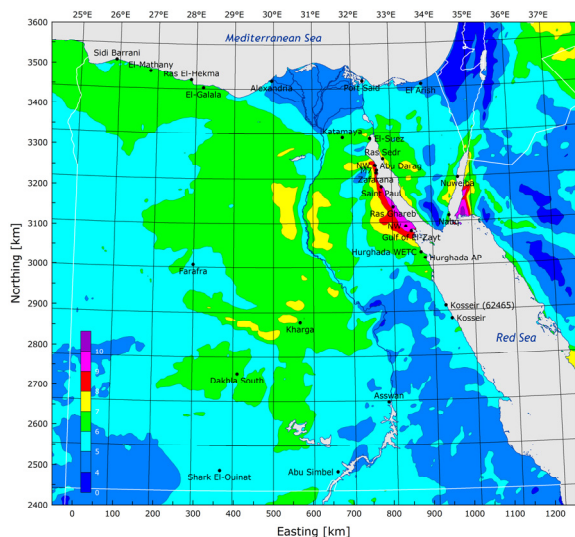 25°E 26°E 27°E 28°E 29°E 30°E 31°E 32°E 33°E 34°E 35°E 36°E 37°E
3600
3500
3400
3300
3200
3100
3000
2900
2800
2700
2600
2500
2400
Northing [km]
Mediterranean Sea
Sidi Barrani
El-Mathany
Ras El-Hekma
El-Galala
Alexandria
Port Said
El Arish
Katamaya
El-Suez
Ras Sedr
Abu Darag
Zafarana
Saint Paul
Nuweiba
Nabq
Ras Ghareb
Gulf of El-Zayt
Hurghada WETC
Hurghada AP
Farafra
Kosseir (62465)
Kosseir
Kharga
Red Sea
Dakhla South
Asswan
Shark El-Ouinat
Abu Simbel
10
7
6
5
4
0
0 100 200 300 400 500 600 700 800 900 1000 1200
Easting [km]